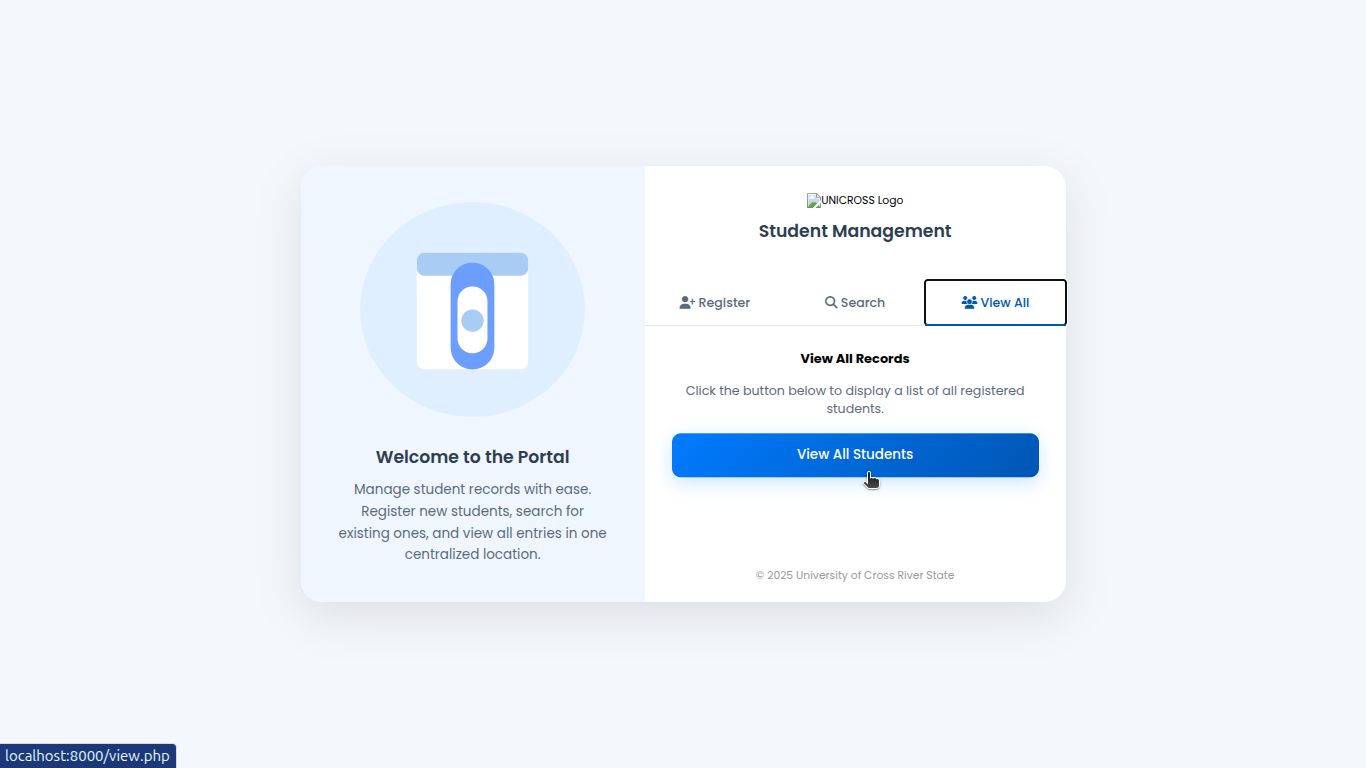 UNICROSS Logo
Student Management
Register
Search
View All
View All Records
Click the button below to display a list of all registered
students.
View All Students
Welcome to the Portal
Manage student records with ease.
Register new students, search for
existing ones, and view all entries in one
centralized location.
© 2025 University of Cross River State
localhost:8000/view.php